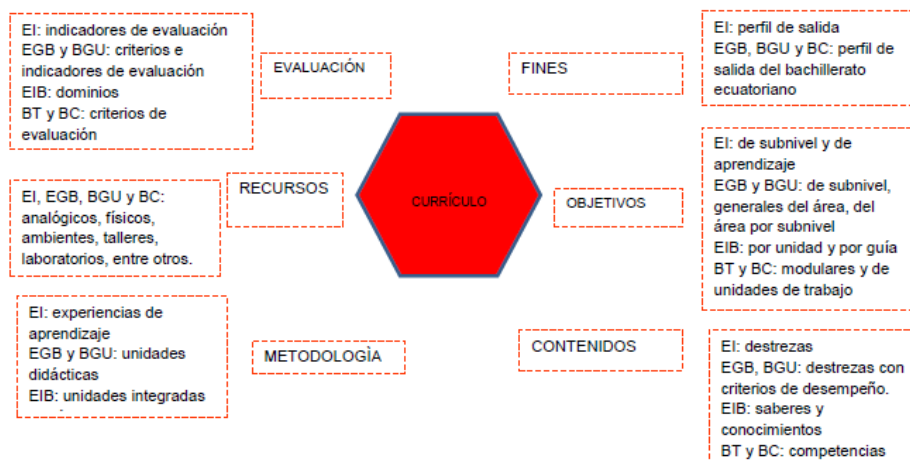 EI: indicadores de evaluación
EGB y BGU: criterios e
indicadores de evaluación
EIB: dominios
BT y BC: criterios de
evaluación
EVALUACIÓN
FINES
EI: perfil de salida
EGB, BGU y BC: perfil de
salida del bachillerato
ecuatoriano
EI, EGB, BGU y BC:
analógicos, físicos,
ambientes, talleres,
laboratorios, entre otros.
RECURSOS
CURRÍCULO
OBJETIVOS
EI: de subnivel y de
aprendizaje
EGB y BGU: de subnivel,
generales del área, del
área por subnivel
EIB: por unidad y por guía
BT y BC: modulares y de
unidades de trabajo
EI: experiencias de
aprendizaje
EGB y BGU: unidades
didácticas
EIB: unidades integradas
METODOLOGÌA
CONTENIDOS
EI: destrezas
EGB, BGU: destrezas con
criterios de desempeño.
EIB: saberes y
conocimientos
BT y BC: competencias